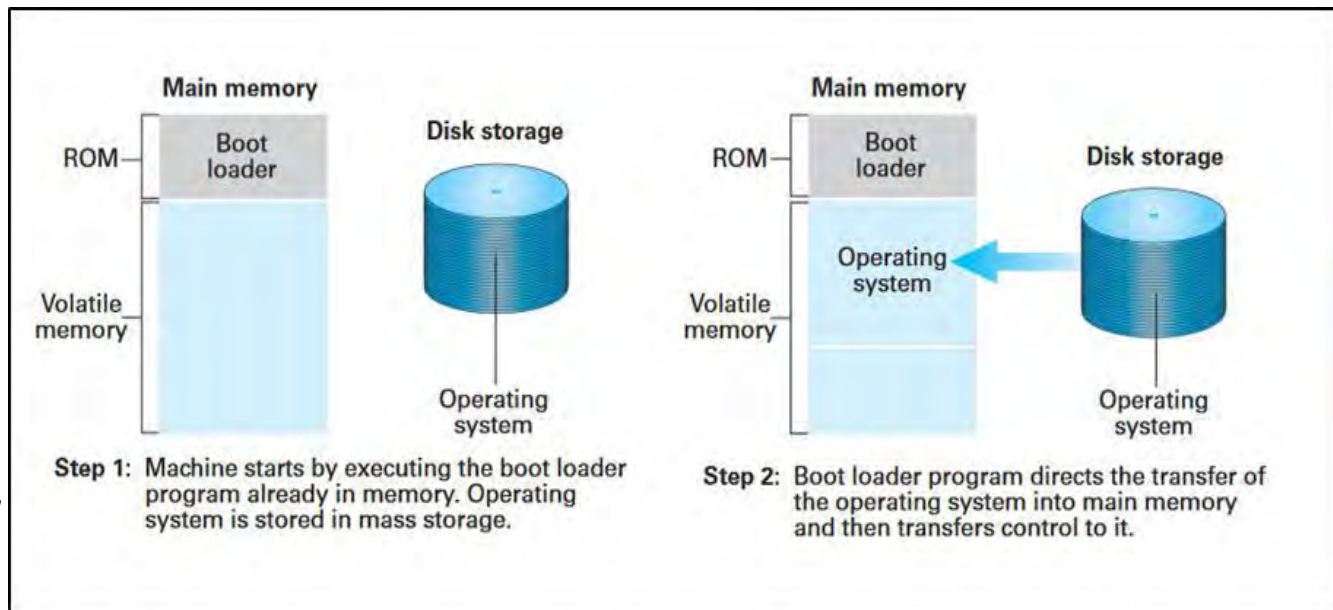 Main memory
ROM
Boot
loader
Volatile
memory
Disk storage
Operating
system
Step 1: Machine starts by executing the boot loader
program already in memory. Operating
system is stored in mass storage.
Main memory
ROM
Boot
loader
Volatile
memory
Operating
system
Disk storage
Operating
system
Step 2: Boot loader program directs the transfer of
the operating system into main memory
and then transfers control to it.